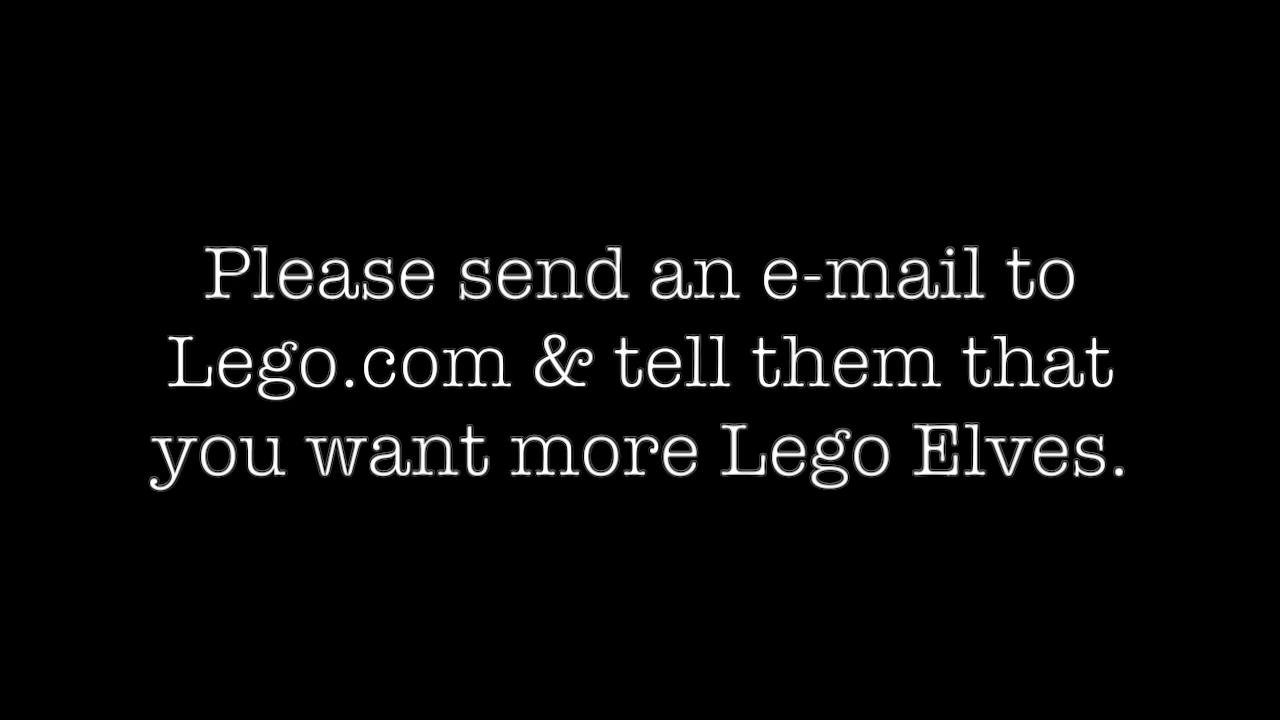 Please send an e-mail to
Lego.com & tell them that
you want more Lego Elves.